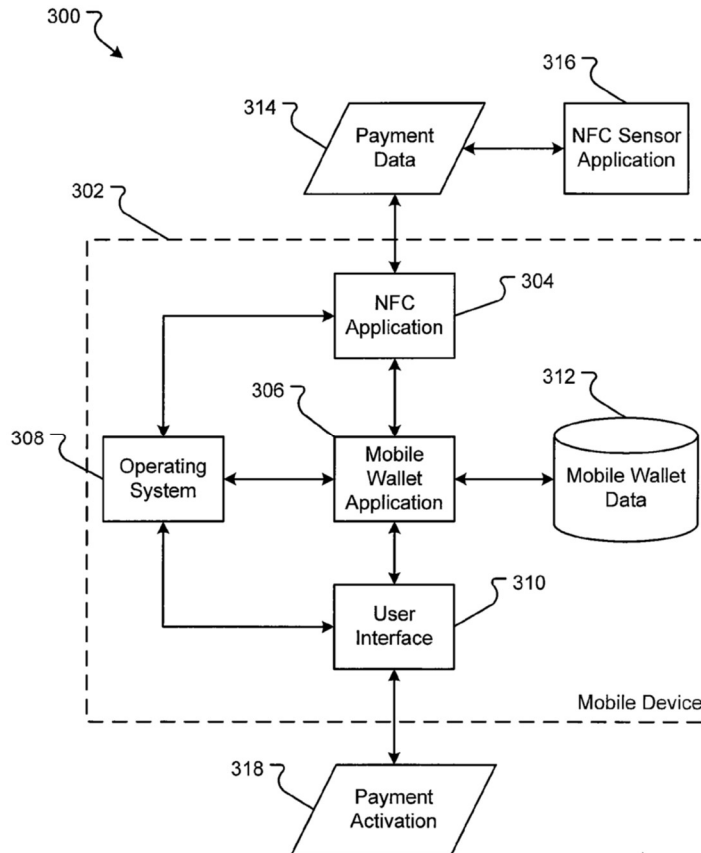 300
316
314
Payment
Data
NFC Sensor
Application
302
304
NFC
Application
306
312
308
Operating
System
Mobile
Wallet
Application
Mobile Wallet
Data
310
User
Interface
Mobile Device
318
Payment
Activation